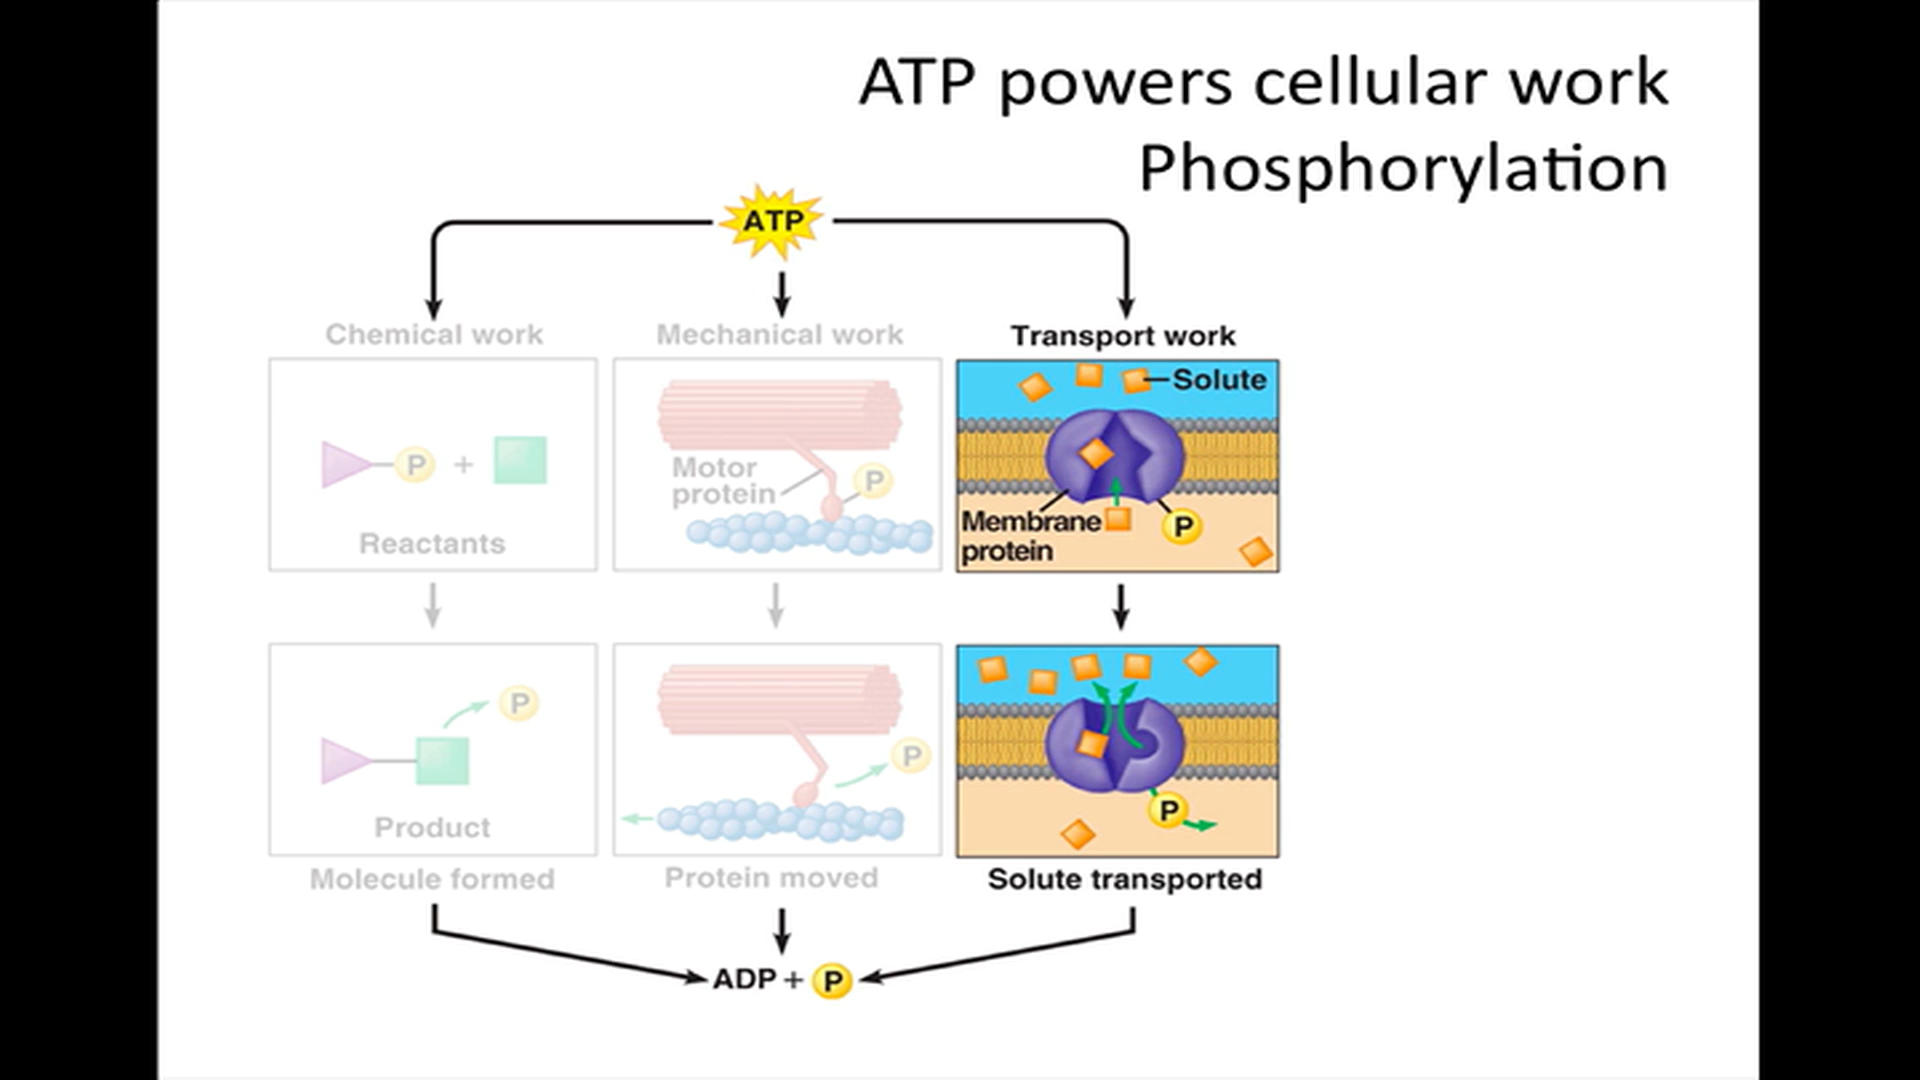 ATP powers cellular work
Phosphorylation
ATP
Chemical work
Mechanical work
Transport work
P
+
Reactants
Motor
protein
P
Solute
Membrane
protein
P
P
Product
P
P
Molecule formed
Protein moved
Solute transported
ADP + P